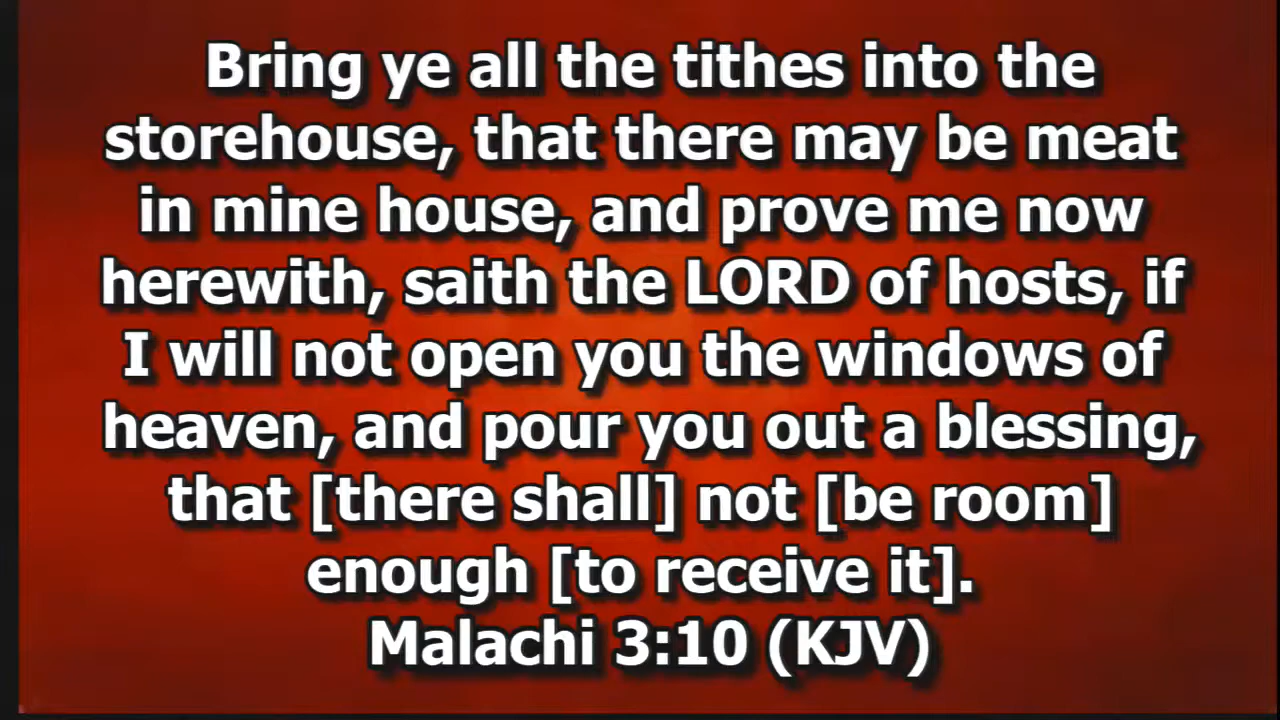 Bring ye all the tithes into the
storehouse, that there may be meat
in mine house, and prove me now
herewith, saith the LORD of hosts, if
I will not open you the windows of
heaven, and pour you out a blessing,
that [there shall] not [be room]
enough [to receive it].
Malachi 3:10 (KJV)